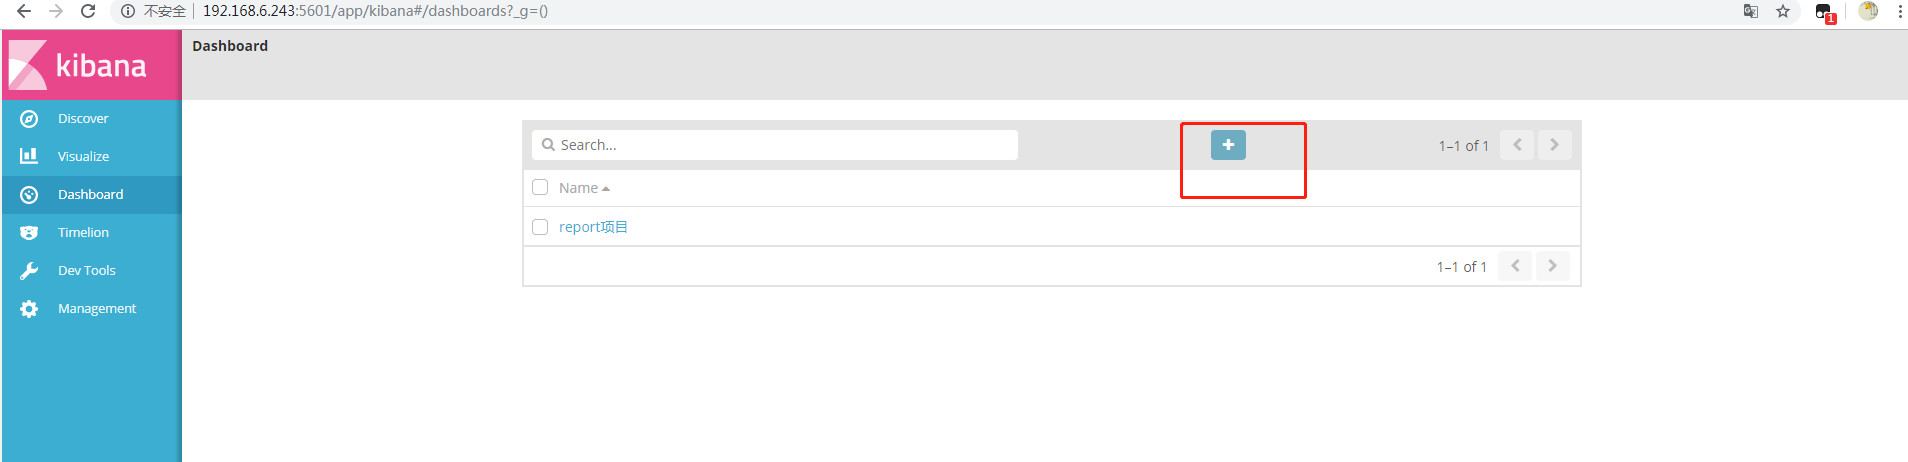 不安全 192.168.6.243:5601/app/kibana#/dashboards?_g=()
1
kibana
Dashboard
Discover
Visualize
Dashboard
Timelion
Dev Tools
Management
Search...
1–1 of 1
Name
report项目
1–1 of 1